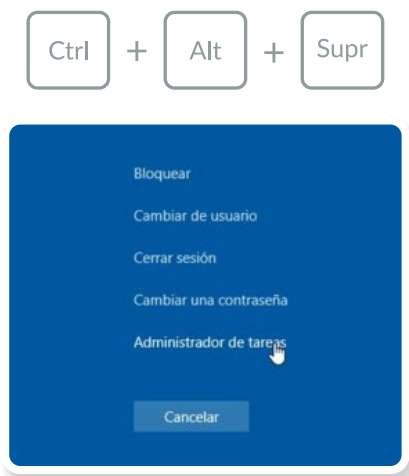 Ctrl + Alt + Supr
Bloquear
Cambiar de usuario
Cerrar sesión
Cambiar una contraseña
Administrador de tareas
Cancelar